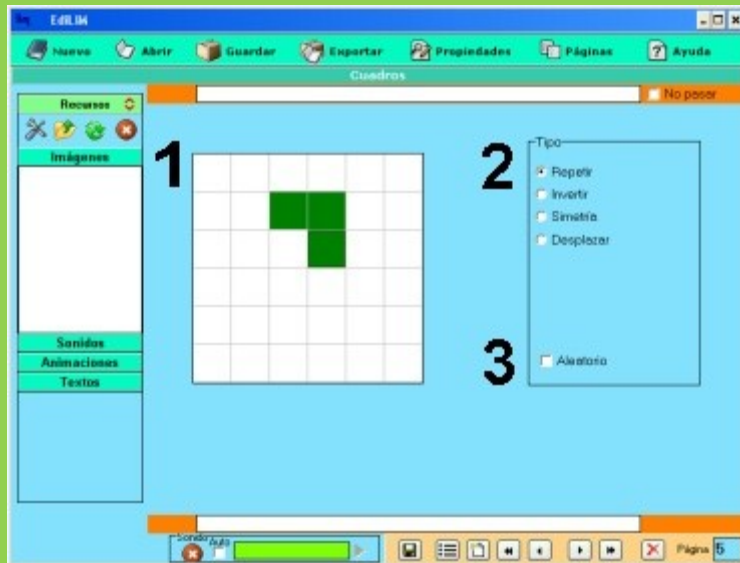 EdiLIM
Nuevo Abrir Guardar Exportar Propiedades Páginas Ayuda
Cuadros
No pasar
Recursos
Imágenes
1
2
Tipo
Repetir
Invertir
Simetría
Desplazar
3
Aleatorio
Sonidos
Animaciones
Textos
Sonido
Auto
Página 5